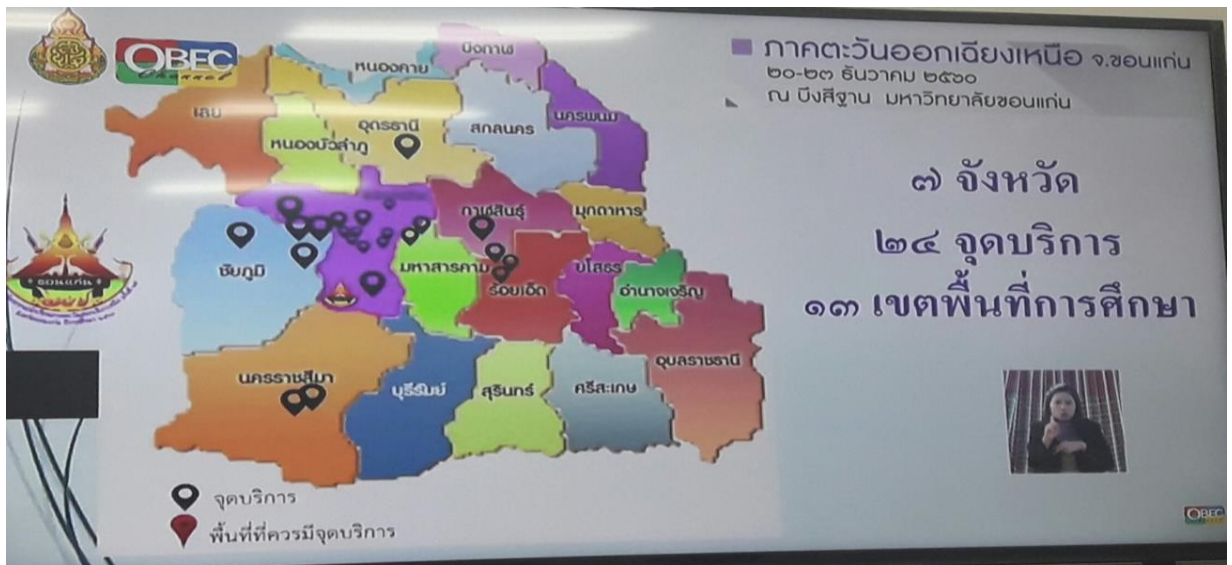 OBEC
Channel
ภาคตะวันออกเฉียงเหนือ จ.ขอนแก่น
๒๐-๒๓ ธันวาคม ๒๕๖๐
ณ บึงสีฐาน มหาวิทยาลัยขอนแก่น
๗ จังหวัด
๒๔ จุดบริการ
๑๓ เขตพื้นที่การศึกษา
บึงกาฬ
หนองคาย
เลย
อุดรธานี
สกลนคร
นครพนม
หนองบัวลำภู
กาฬสินธุ์
มุกดาหาร
ชัยภูมิ
มหาสารคาม
ร้อยเอ็ด
ยโสธร
อำนาจเจริญ
นครราชสีมา
บุรีรัมย์
สุรินทร์
ศรีสะเกษ
อุบลราชธานี
ขอนแก่น
จุดบริการ
พื้นที่ที่ควรมีจุดบริการ
OBEC